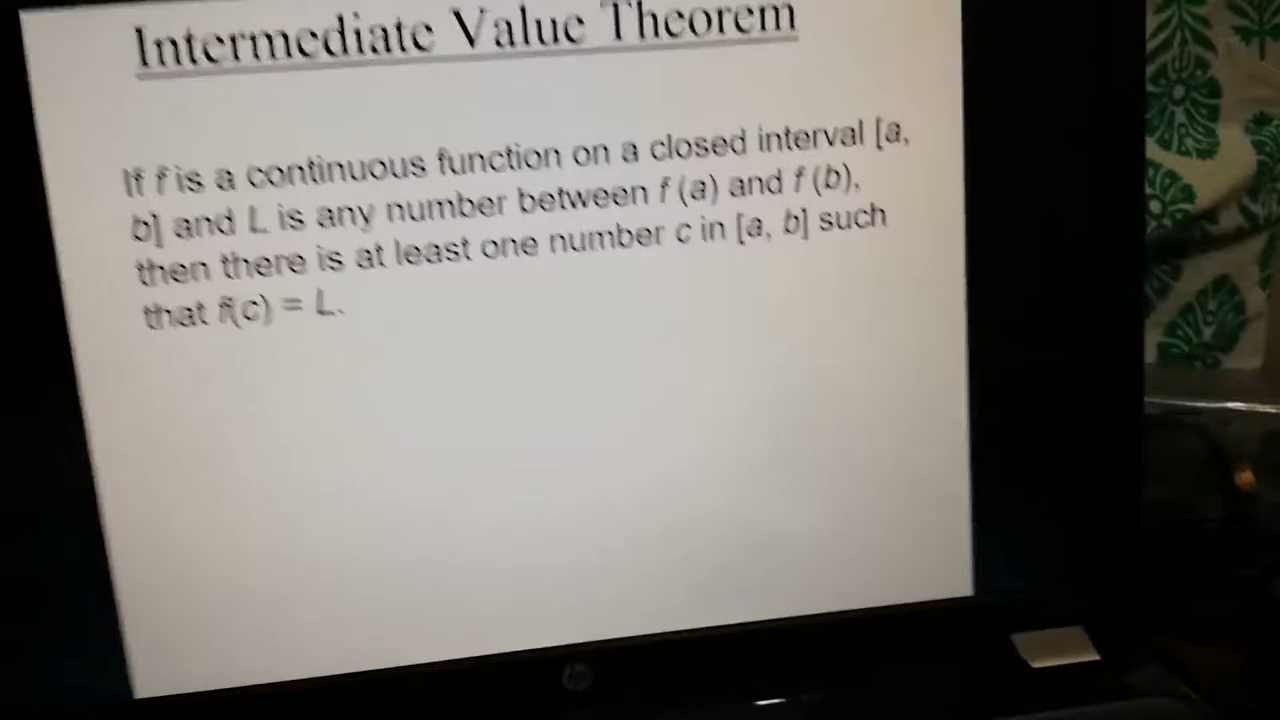 Intermediate Value Theorem
If f is a continuous function on a closed interval [a,
b] and L is any number between f (a) and f (b),
then there is at least one number c in [a, b] such
that f(c) = L.
hp